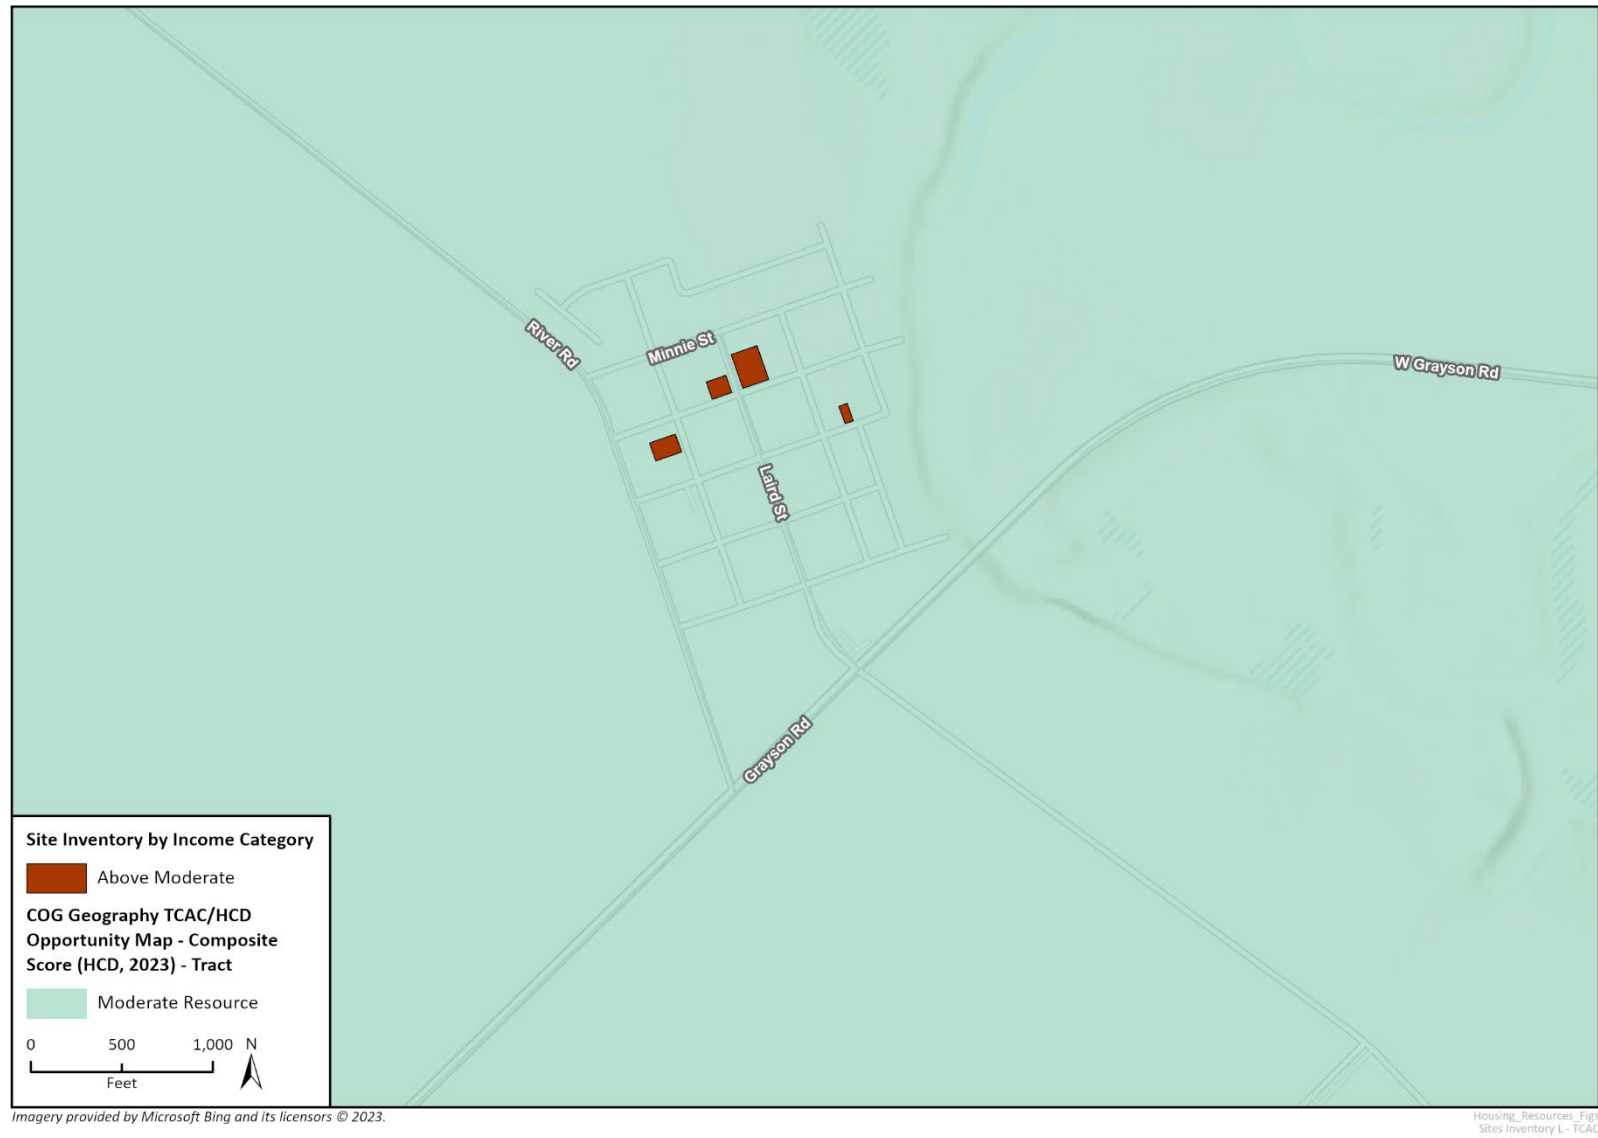 River Rd
Minnie St
W Grayson Rd
Laird St
Grayson Rd
Site Inventory by Income Category
Above Moderate
COG Geography TCAC/HCD
Opportunity Map - Composite
Score (HCD, 2023) - Tract
Moderate Resource
0 500 1,000 N
Feet
Imagery provided by Microsoft Bing and its licensors © 2023.
Housing_Resources_Figs
Sites Inventory L - TCAC